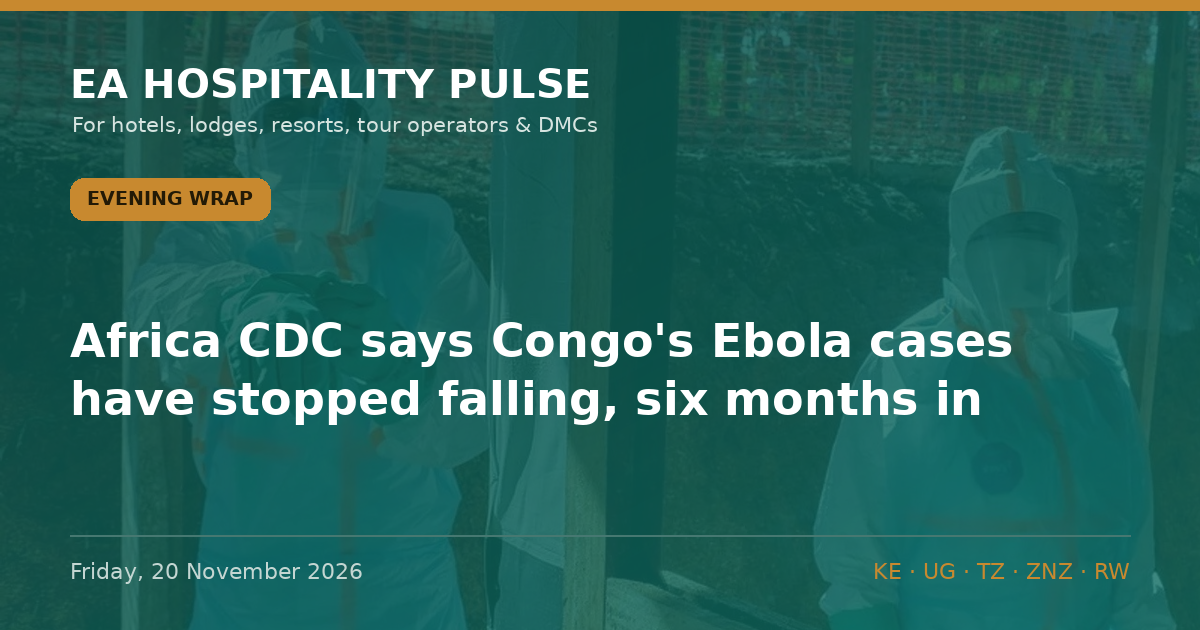 EA HOSPITALITY PULSE
For hotels, lodges, resorts, tour operators & DMCs
EVENING WRAP
Africa CDC says Congo's Ebola cases
have stopped falling, six months in
Friday, 20 November 2026
KE · UG · TZ · ZNZ · RW